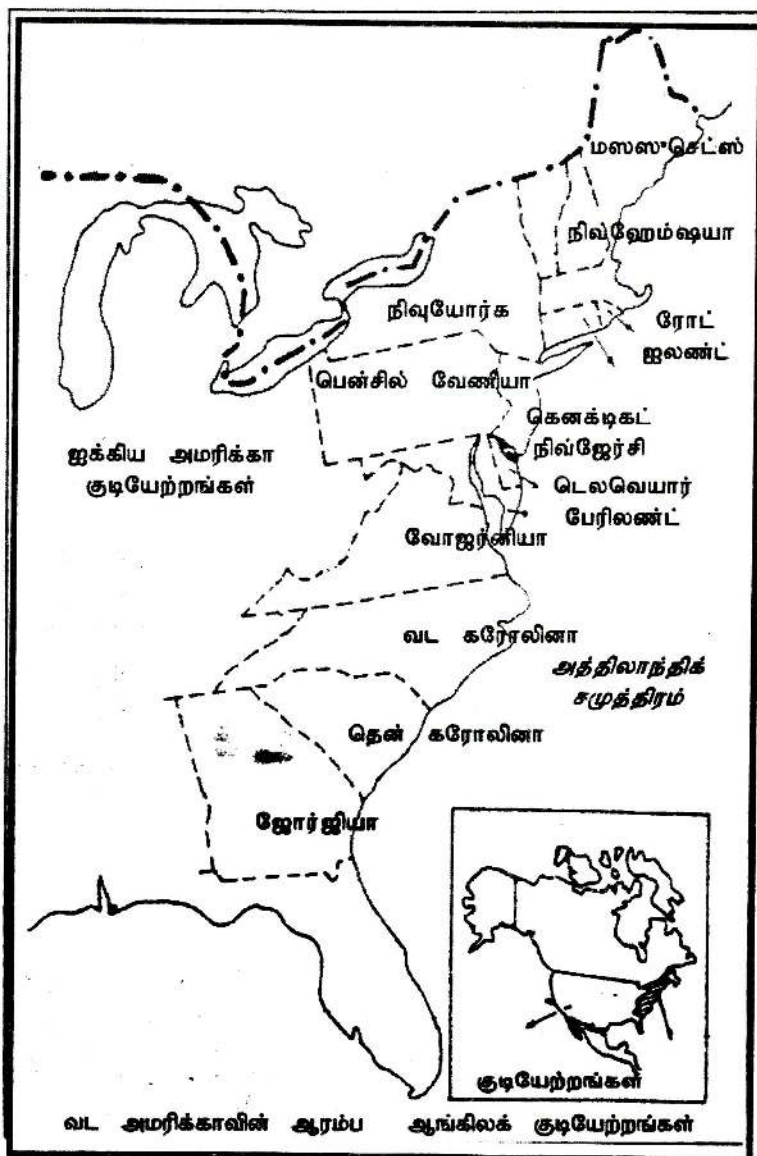 மஸஸ செட்ஸ்
நிவ்ஹேம்ஷயா
ரோட்
ஐலண்ட்
நிவுயோர்க
பென்சில் வேணியா
கெனக்டிகட்
நிவ்ஜேர்சி
ஐக்கிய அமரிக்கா
குடியேற்றங்கள்
டெலவெயார்
பேரிலண்ட்
வோஜர்னியா
வட கரோலினா
அத்திலாந்திக்
சமுத்திரம்
தென் கரோலினா
ஜோர்ஜியா
குடியேற்றங்கள்
வட அமரிக்காவின் ஆரம்ப ஆங்கிலக் குடியேற்றங்கள்